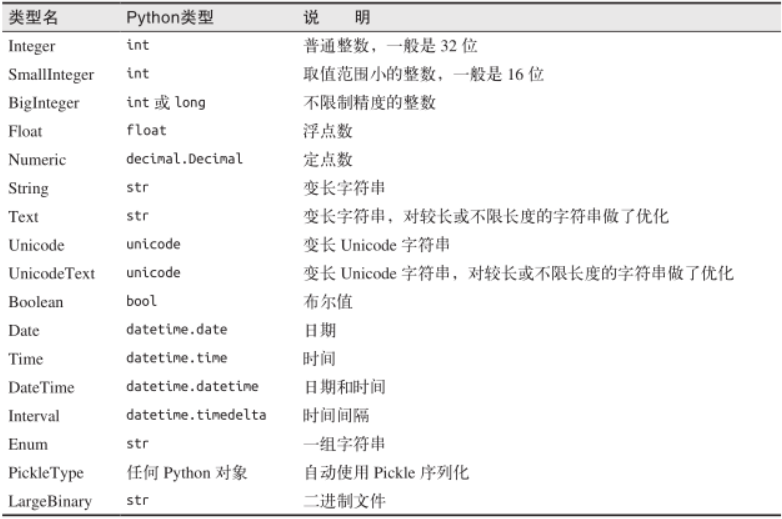 类型名 Python类型 说 明
Integer int 普通整数，一般是 32 位
SmallInteger int 取值范围小的整数，一般是 16 位
BigInteger int 或 long 不限制精度的整数
Float float 浮点数
Numeric decimal.Decimal 定点数
String str 变长字符串
Text str 变长字符串，对较长或不限长度的字符串做了优化
Unicode unicode 变长 Unicode 字符串
UnicodeText unicode 变长 Unicode 字符串，对较长或不限长度的字符串做了优化
Boolean bool 布尔值
Date datetime.date 日期
Time datetime.time 时间
DateTime datetime.datetime 日期和时间
Interval datetime.timedelta 时间间隔
Enum str 一组字符串
PickleType 任何 Python 对象 自动使用 Pickle 序列化
LargeBinary str 二进制文件